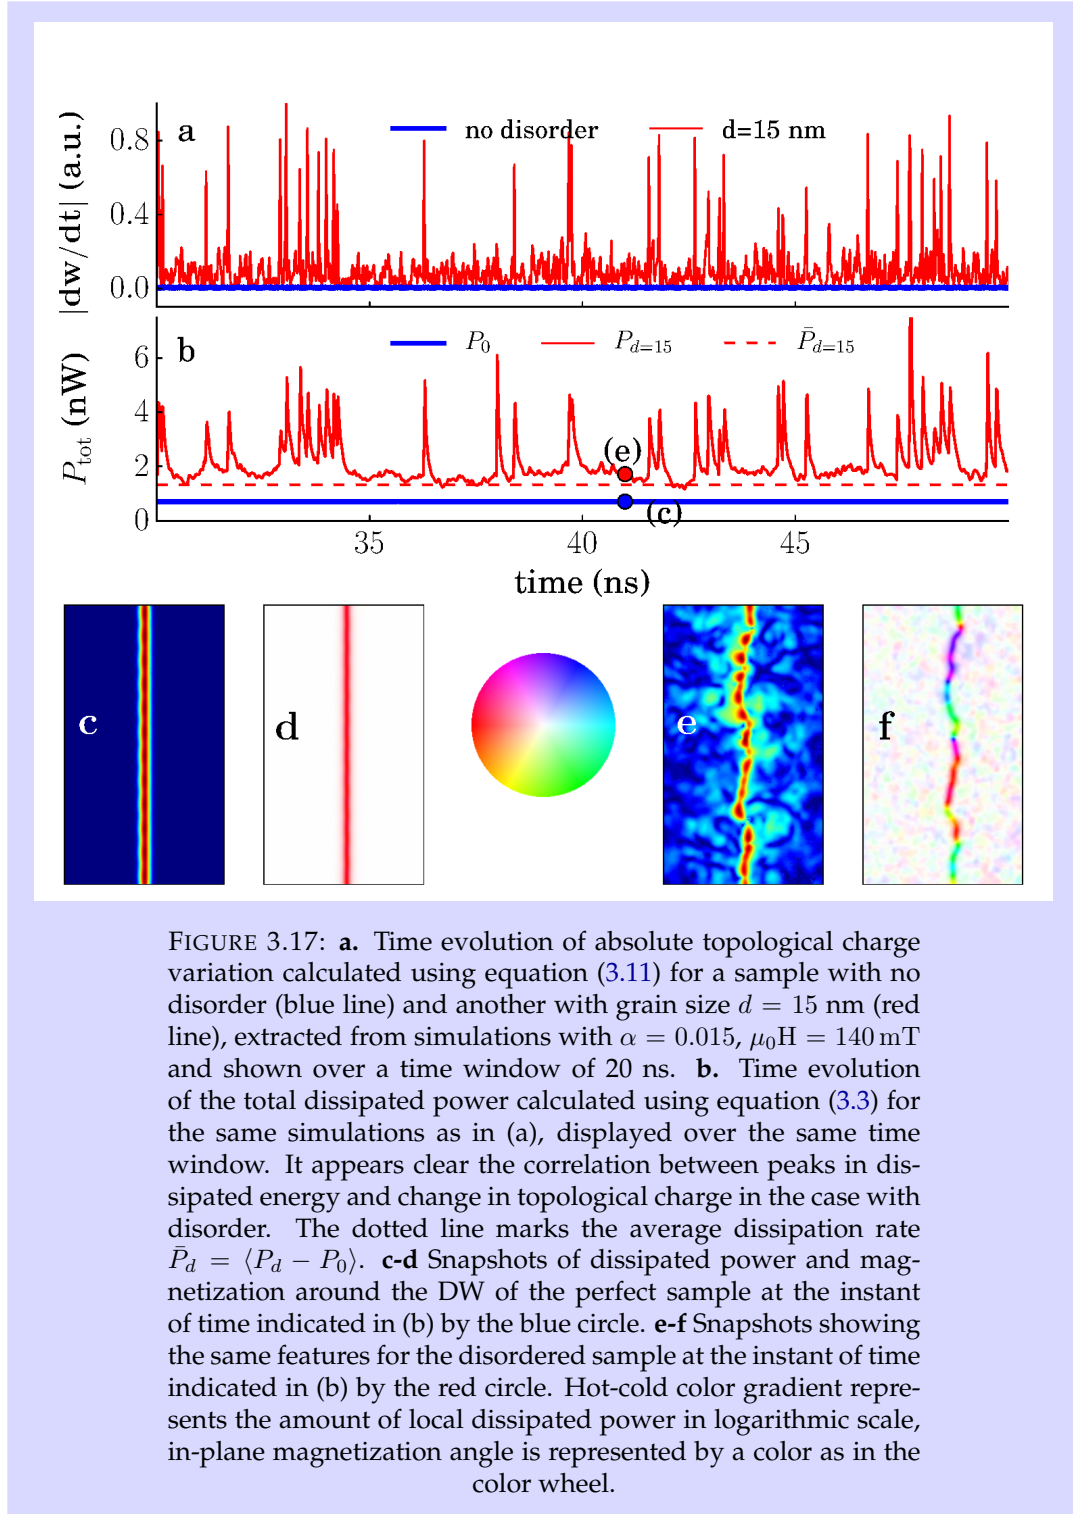 a
no disorder
d=15 nm
|dw/dt| (a.u.)
0.8
0.4
0.0
b
P_0
P_{d=15}
P̄_{d=15}
P_tot (nW)
6
4
2
0
(e)
(c)
35
40
45
time (ns)
c
d
e
f
FIGURE 3.17: a. Time evolution of absolute topological charge
variation calculated using equation (3.11) for a sample with no
disorder (blue line) and another with grain size d = 15 nm (red
line), extracted from simulations with α = 0.015, μ₀H = 140 mT
and shown over a time window of 20 ns. b. Time evolution
of the total dissipated power calculated using equation (3.3) for
the same simulations as in (a), displayed over the same time
window. It appears clear the correlation between peaks in dis-
sipated energy and change in topological charge in the case with
disorder. The dotted line marks the average dissipation rate
P̄_d = ⟨P_d − P_0⟩. c-d Snapshots of dissipated power and mag-
netization around the DW of the perfect sample at the instant
of time indicated in (b) by the blue circle. e-f Snapshots showing
the same features for the disordered sample at the instant of time
indicated in (b) by the red circle. Hot-cold color gradient repre-
sents the amount of local dissipated power in logarithmic scale,
in-plane magnetization angle is represented by a color as in the
color wheel.